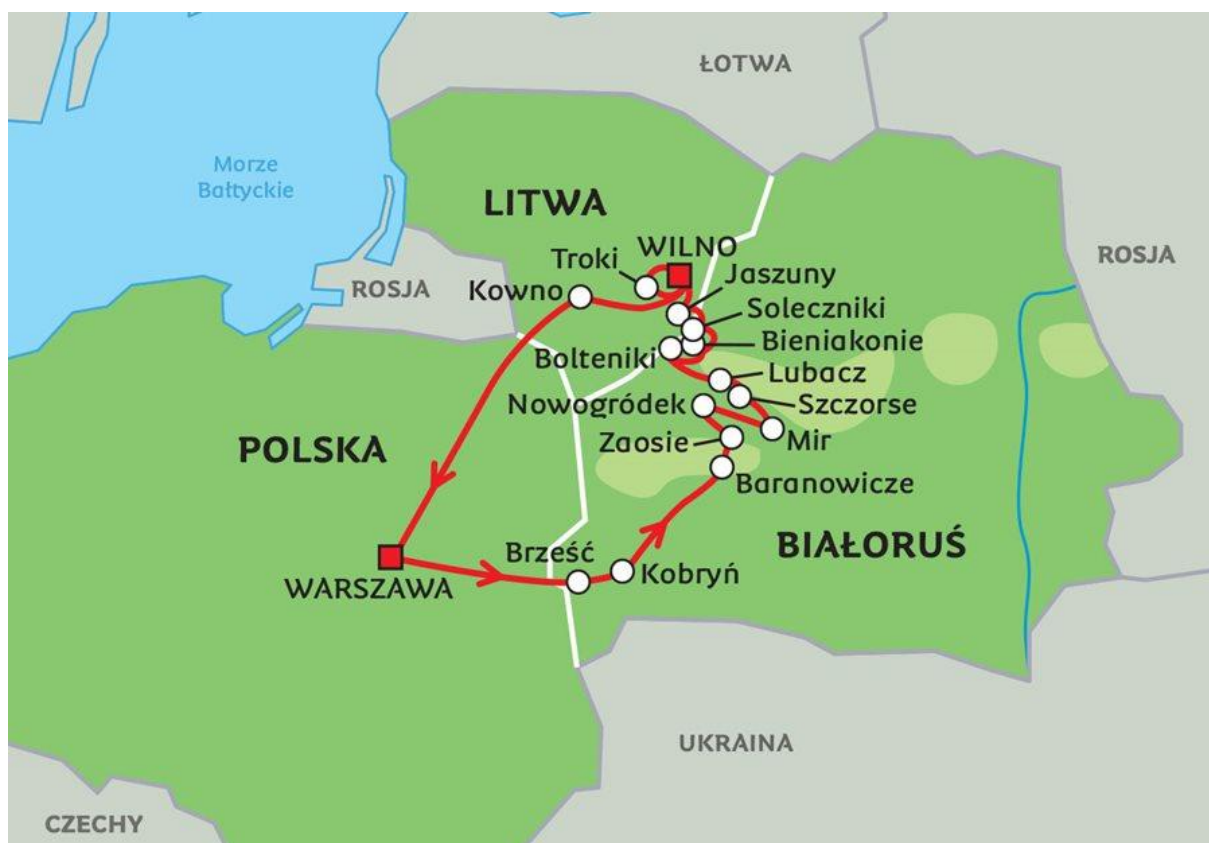 ŁOTWA
Morze
Bałtyckie
LITWA
WILNO
Troki
ROSJA
Jaszuny
ROSJA
Kowno
Soleczniki
Bieniakonie
Bolteniki
Lubacz
Nowogródek
Szczorse
POLSKA
Zaosie
Mir
Baranowicze
BIAŁORUŚ
Brześć
Kobryń
WARSZAWA
UKRAINA
CZECHY